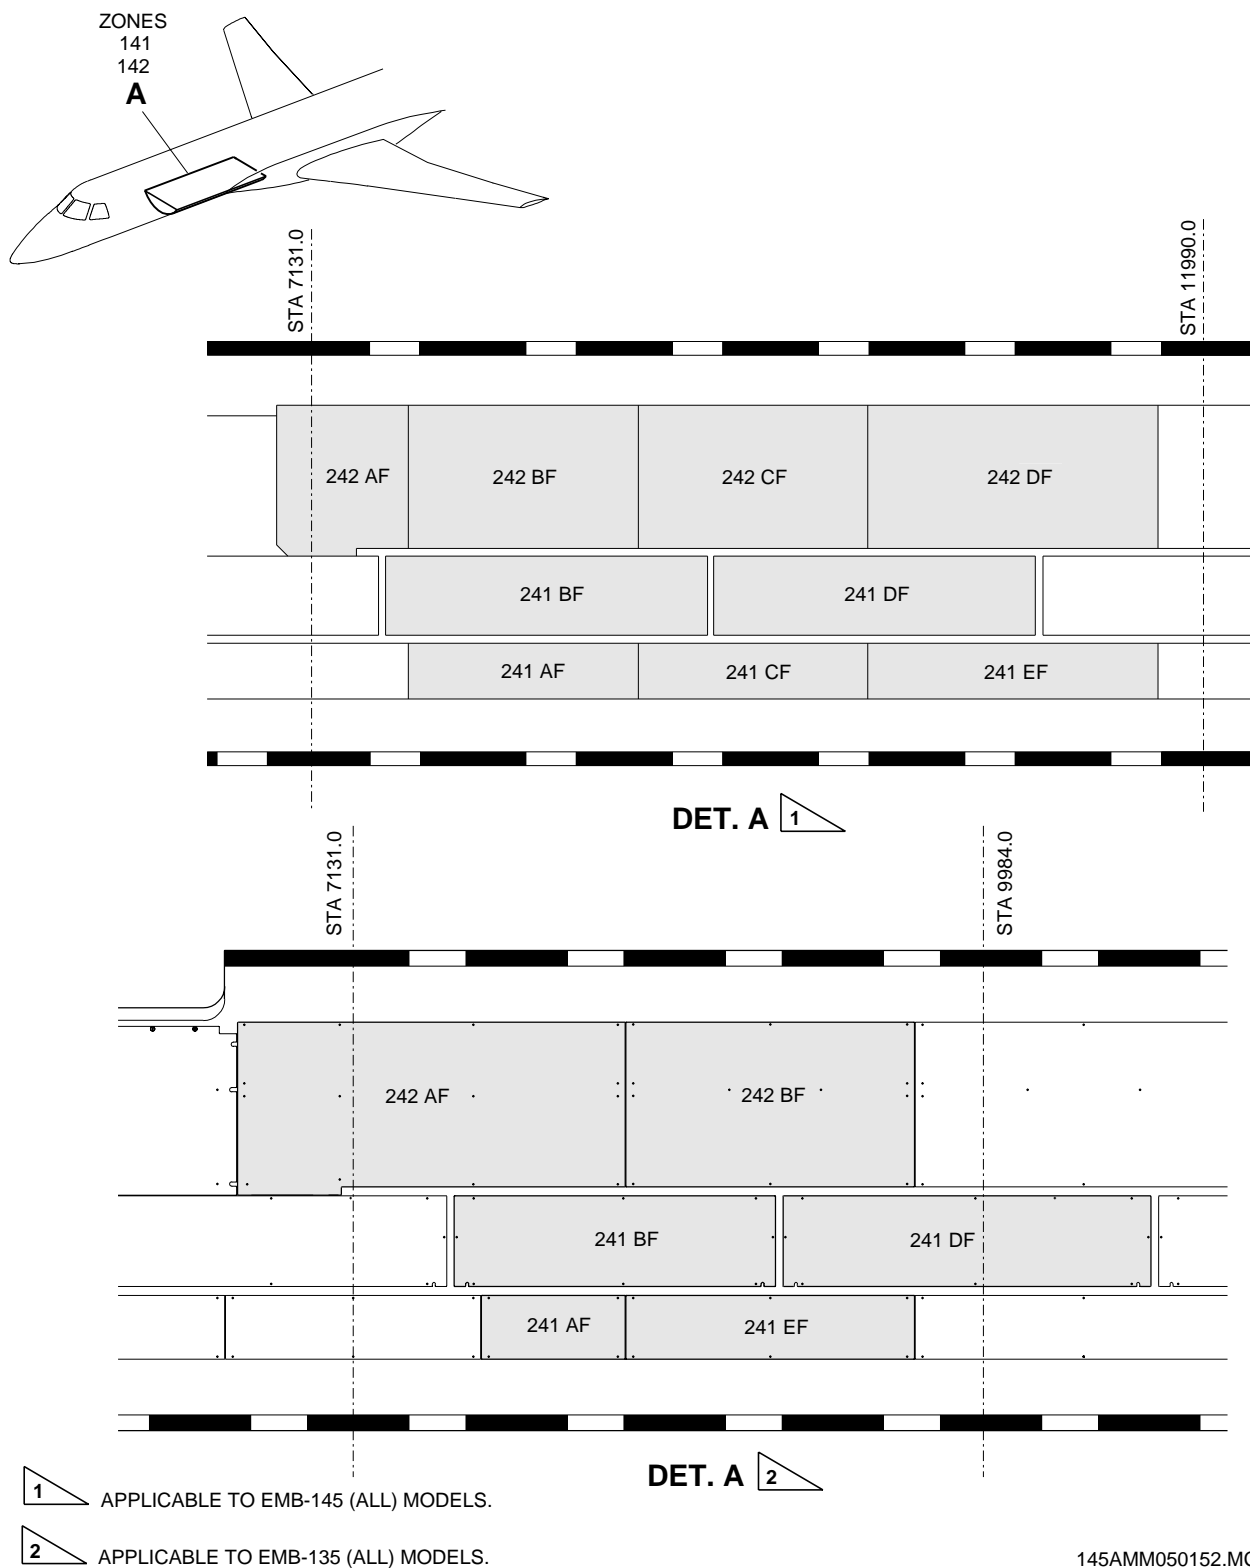 ZONES
141
142
A
STA 7131.0
STA 11990.0
242 AF
242 BF
242 CF
242 DF
241 BF
241 DF
241 AF
241 CF
241 EF
DET. A 1
STA 7131.0
STA 9984.0
242 AF
242 BF
241 BF
241 DF
241 AF
241 EF
DET. A 2
1 APPLICABLE TO EMB-145 (ALL) MODELS.
2 APPLICABLE TO EMB-135 (ALL) MODELS.
145AMM050152.MC